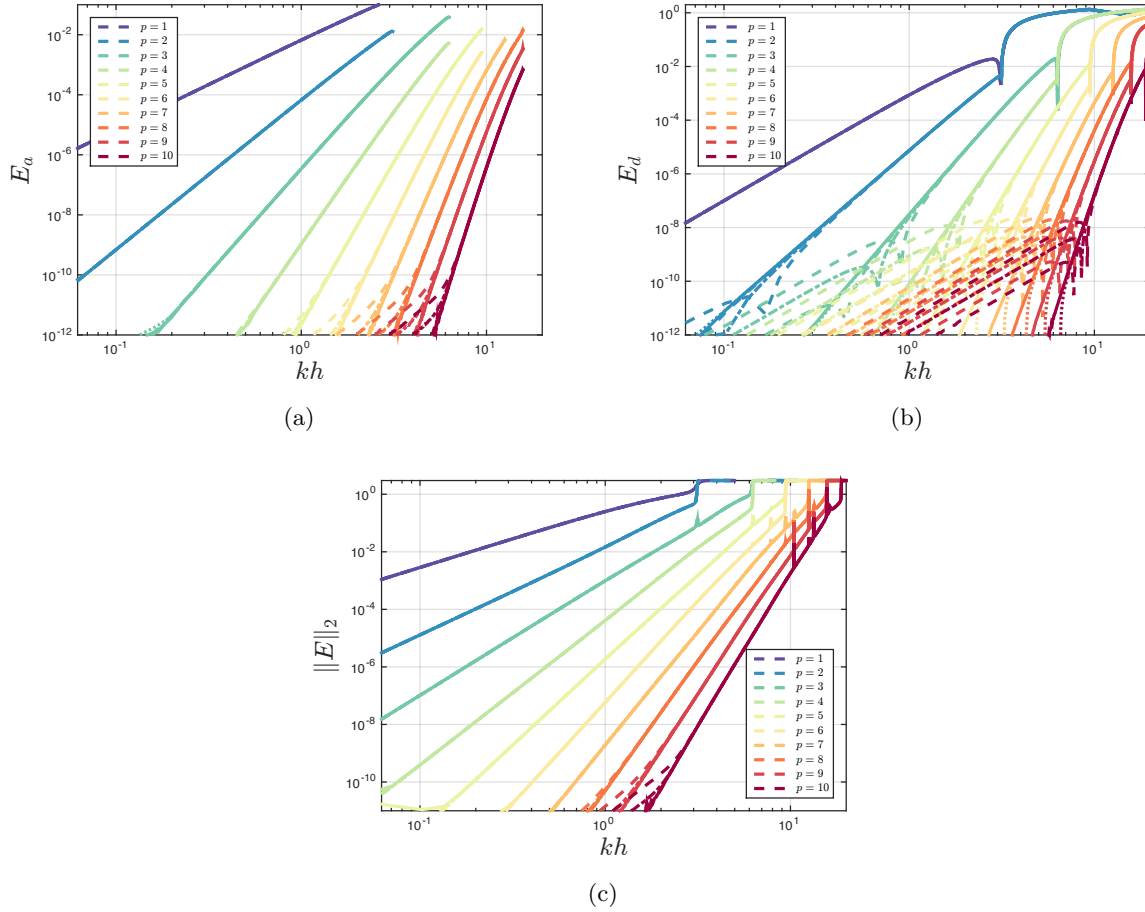 10^-2
10^-4
10^-6
10^-8
10^-10
10^-12
E_a
p = 1
p = 2
p = 3
p = 4
p = 5
p = 6
p = 7
p = 8
p = 9
p = 10
10^-1
10^0
10^1
kh
(a)
10^0
10^-2
10^-4
10^-6
10^-8
10^-10
10^-12
E_d
p = 1
p = 2
p = 3
p = 4
p = 5
p = 6
p = 7
p = 8
p = 9
p = 10
10^-1
10^0
10^1
kh
(b)
10^0
10^-2
10^-4
10^-6
10^-8
10^-10
||E||_2
p = 1
p = 2
p = 3
p = 4
p = 5
p = 6
p = 7
p = 8
p = 9
p = 10
10^-1
10^0
10^1
kh
(c)